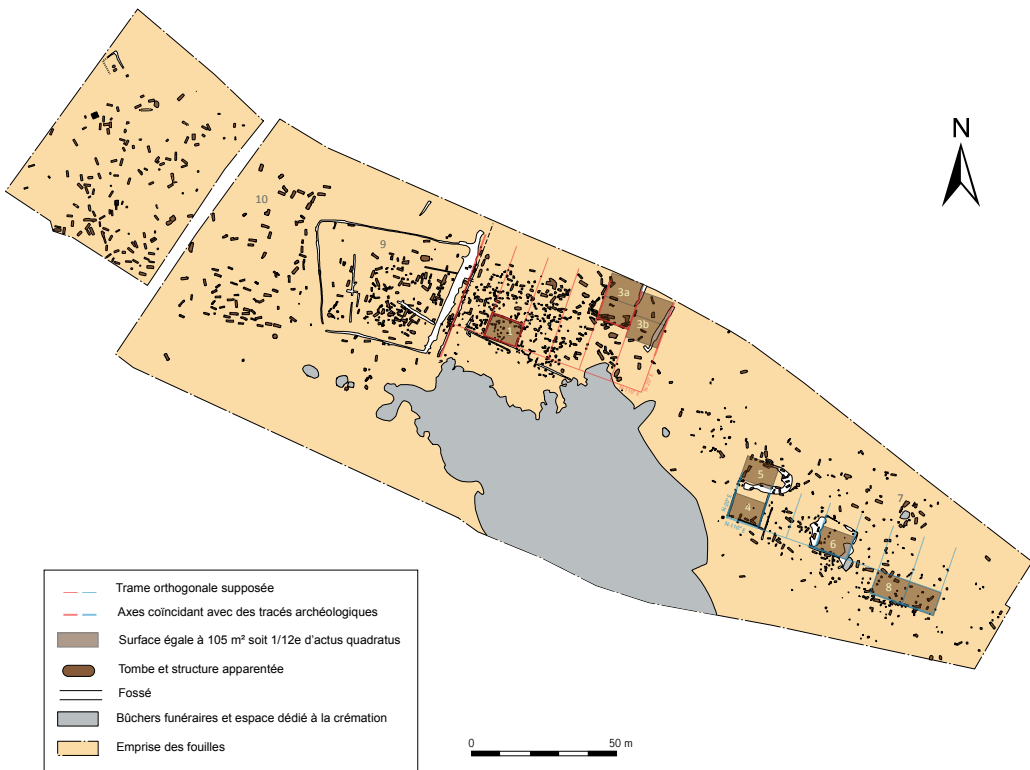 N
10
9
3a
3b
1
5
4
7
6
8
Trame orthogonale supposée
Axes coïncidant avec des tracés archéologiques
Surface égale à 105 m² soit 1/12e d'actus quadratus
Tombe et structure apparentée
Fossé
Bûchers funéraires et espace dédié à la crémation
Emprise des fouilles
0
50 m